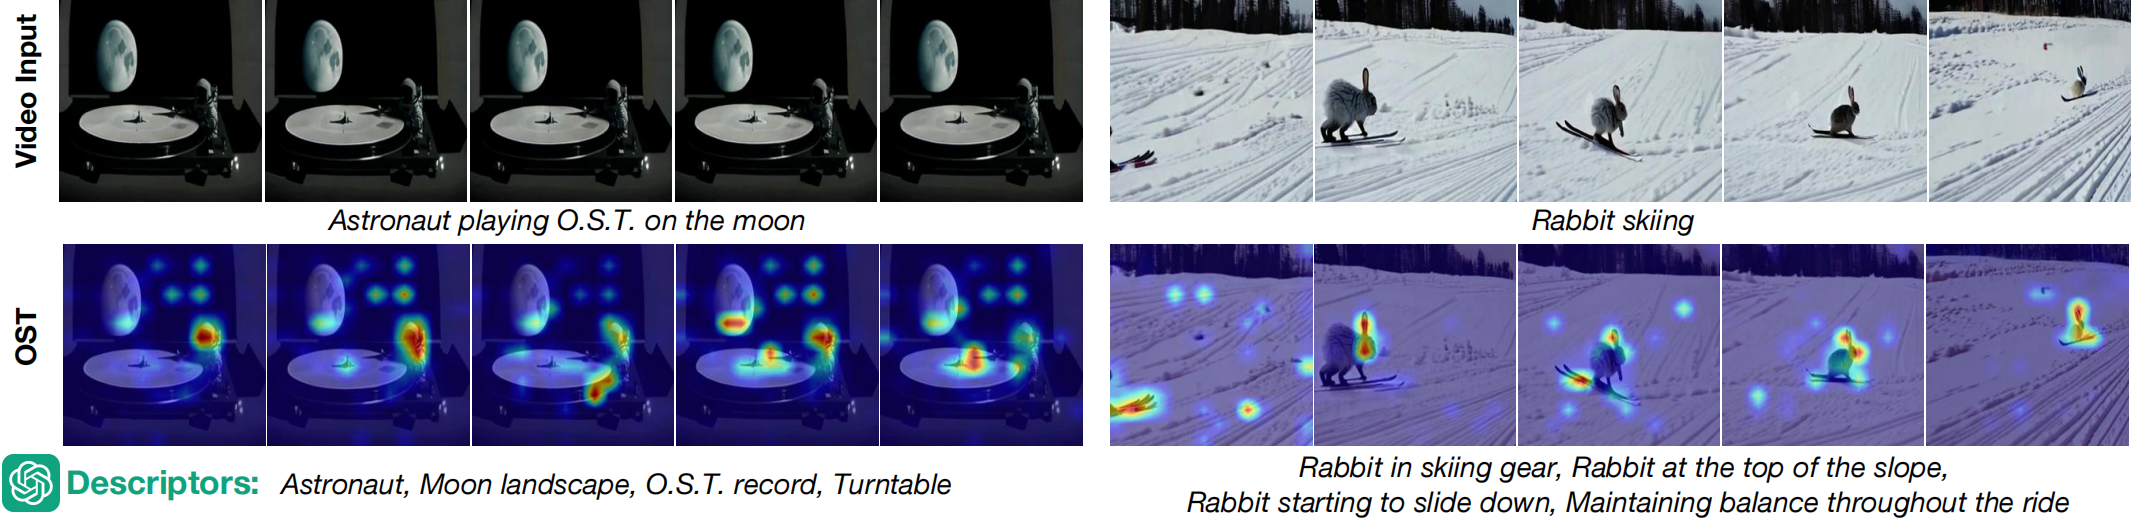 Video Input
Astronaut playing O.S.T. on the moon
Rabbit skiing
OST
Descriptors: Astronaut, Moon landscape, O.S.T. record, Turntable
Rabbit in skiing gear, Rabbit at the top of the slope,
Rabbit starting to slide down, Maintaining balance throughout the ride